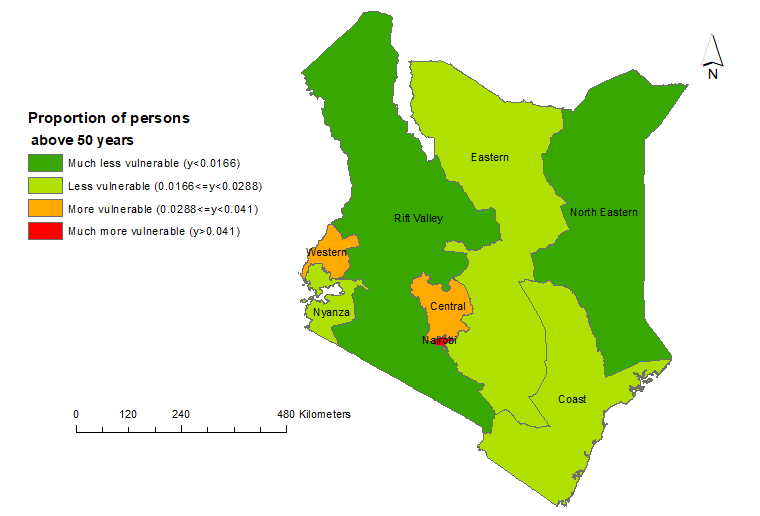 N
Proportion of persons
above 50 years
Much less vulnerable (y<0.0166)
Less vulnerable (0.0166<=y<0.0288)
More vulnerable (0.0288<=y<0.041)
Much more vulnerable (y>0.041)
Eastern
North Eastern
Rift Valley
Western
Central
Nyanza
Nairobi
Coast
0 120 240 480 Kilometers